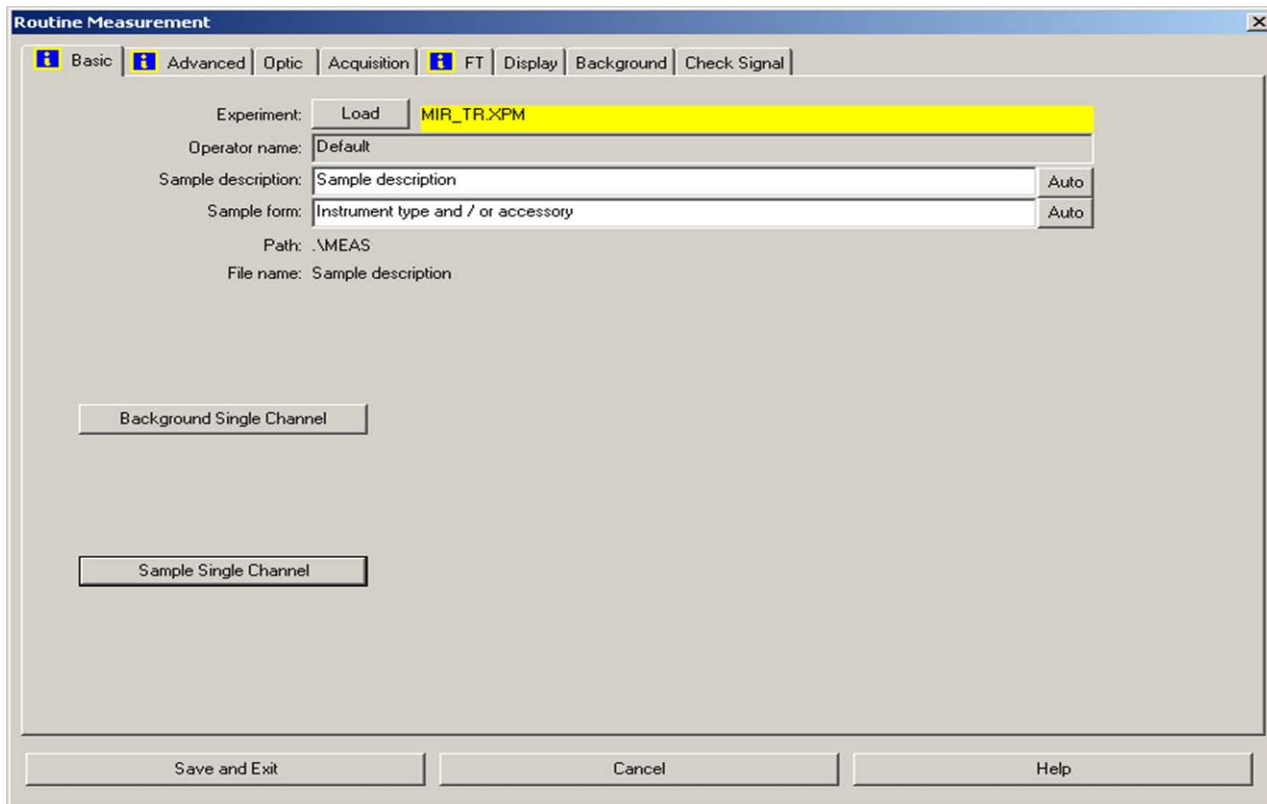 Routine Measurement
i Basic i Advanced Optic Acquisition i FT Display Background Check Signal
Experiment: Load MIR_TR.XPM
Operator name: Default
Sample description: Sample description Auto
Sample form: Instrument type and / or accessory Auto
Path: .\MEAS
File name: Sample description
Background Single Channel
Sample Single Channel
Save and Exit Cancel Help